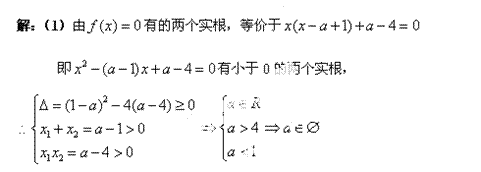 解：(1) 由 f(x) = 0 有的两个实根，等价于 x(x − a + 1) + a − 4 = 0
即 x² − (a − 1)x + a − 4 = 0 有小于 0 的两个实根，
∴ { Δ = (1 − a)² − 4(a − 4) ≥ 0
x₁ + x₂ = a − 1 > 0
x₁x₂ = a − 4 > 0
⇒ { a ∈ R
a > 4 ⇒ a ∈ ∅
a < 1